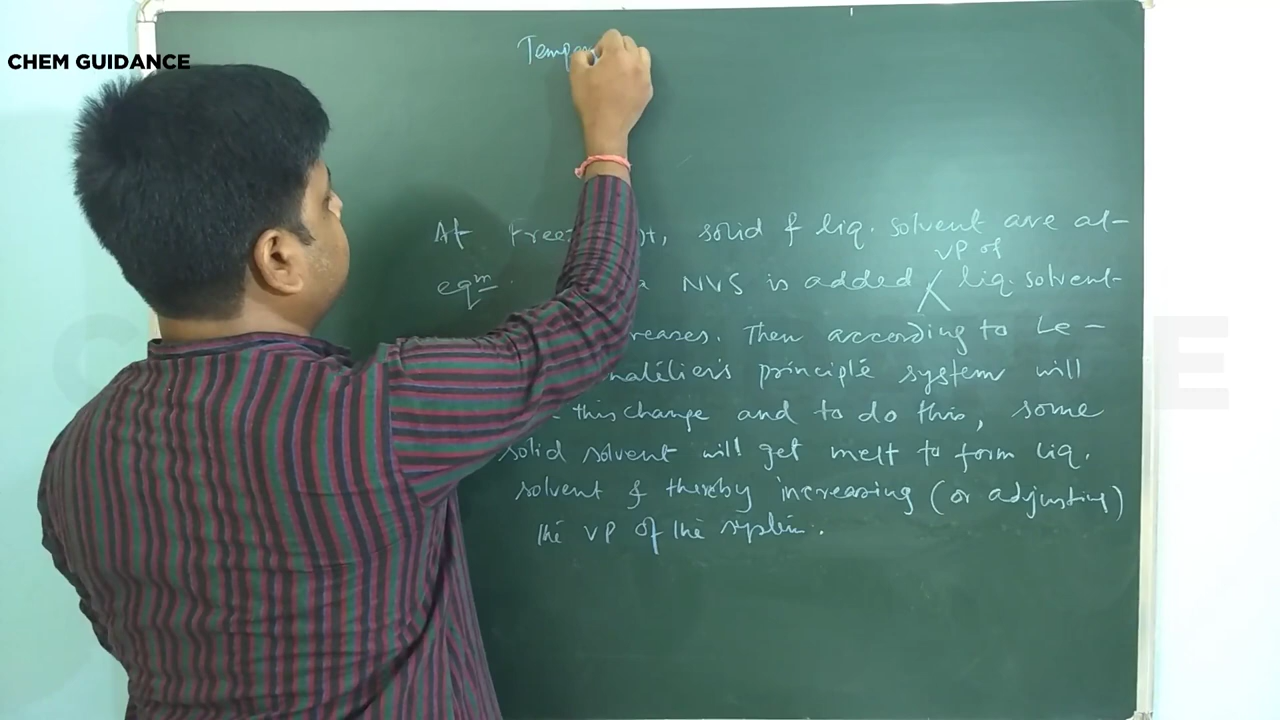 CHEM GUIDANCE
Temp
At Free pt, solid & liq. solvent are at
VP of
eqm a NVS is added liq. solvent
reases. Then according to Le-
hatelier's principle system will
this change and to do this, some
solid solvent will get melt to form liq.
solvent & thereby increasing (or adjusting)
the VP of the system.
E